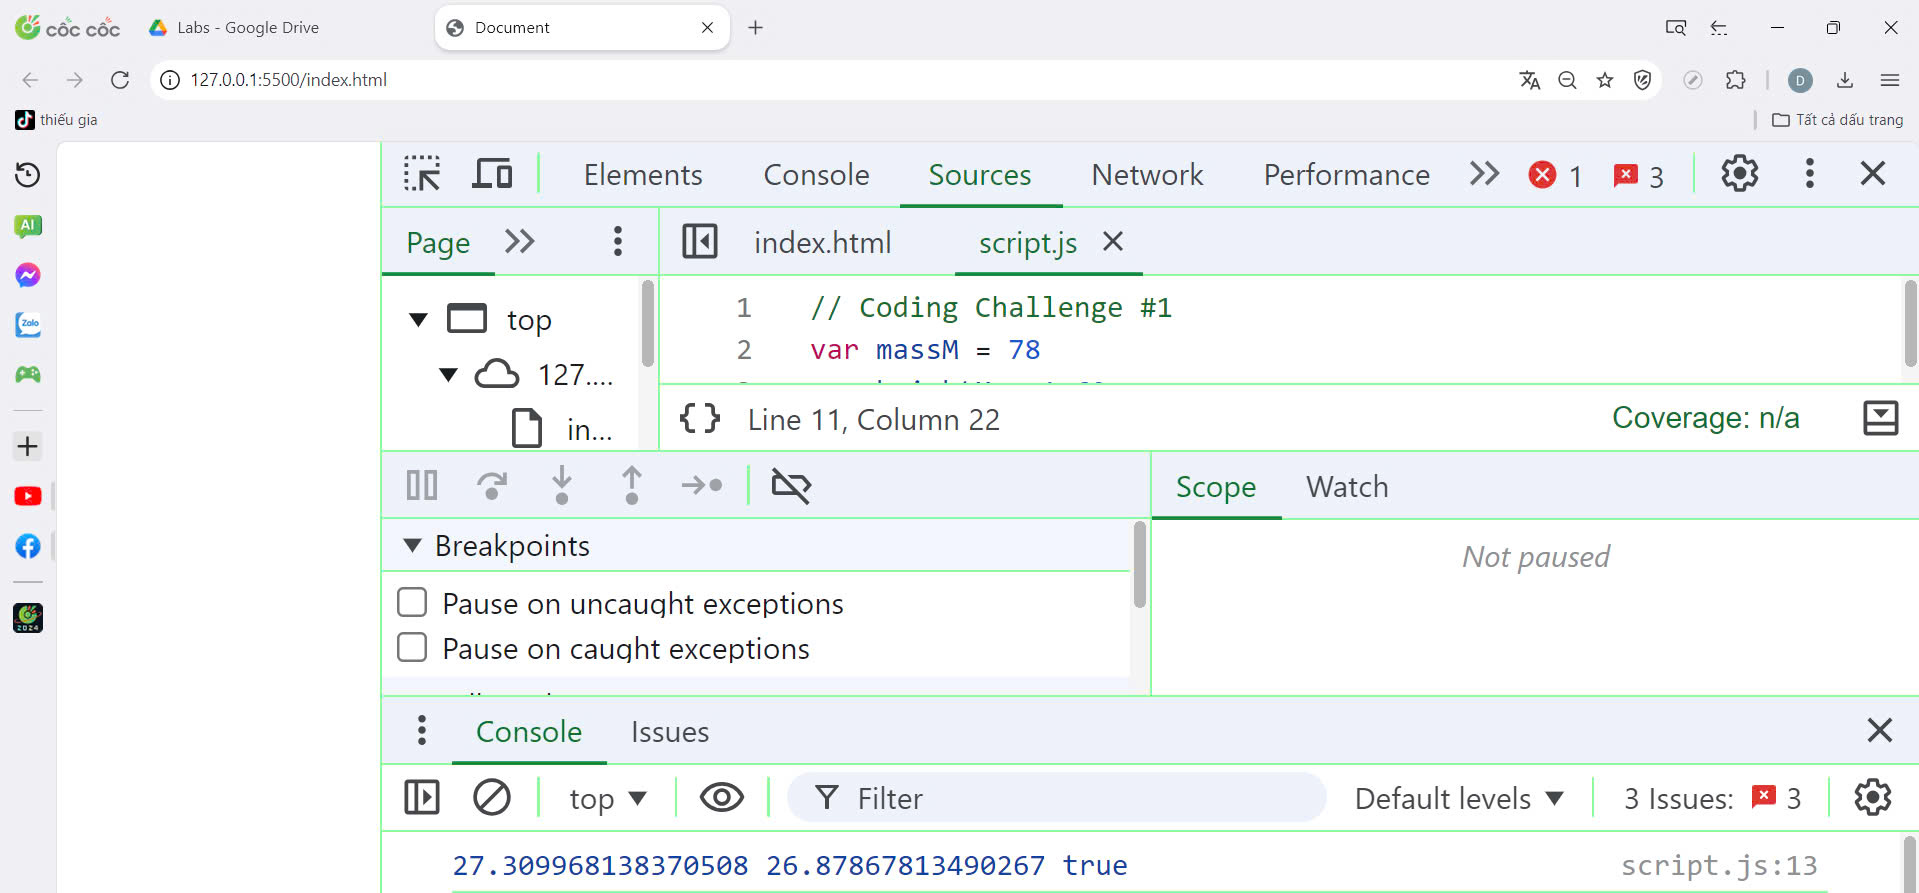 cốc cốc
Labs - Google Drive
Document
127.0.0.1:5500/index.html
D
thiếu gia
Tất cả dấu trang
AI
Zalo
2024
Elements
Console
Sources
Network
Performance
1
3
Page
index.html
script.js
top
127....
in...
1 // Coding Challenge #1
2 var massM = 78
{ } Line 11, Column 22
Coverage: n/a
Scope
Watch
Breakpoints
Not paused
Pause on uncaught exceptions
Pause on caught exceptions
Console
Issues
top
Filter
Default levels
3 Issues:
3
27.309968138370508 26.87867813490267 true
script.js:13